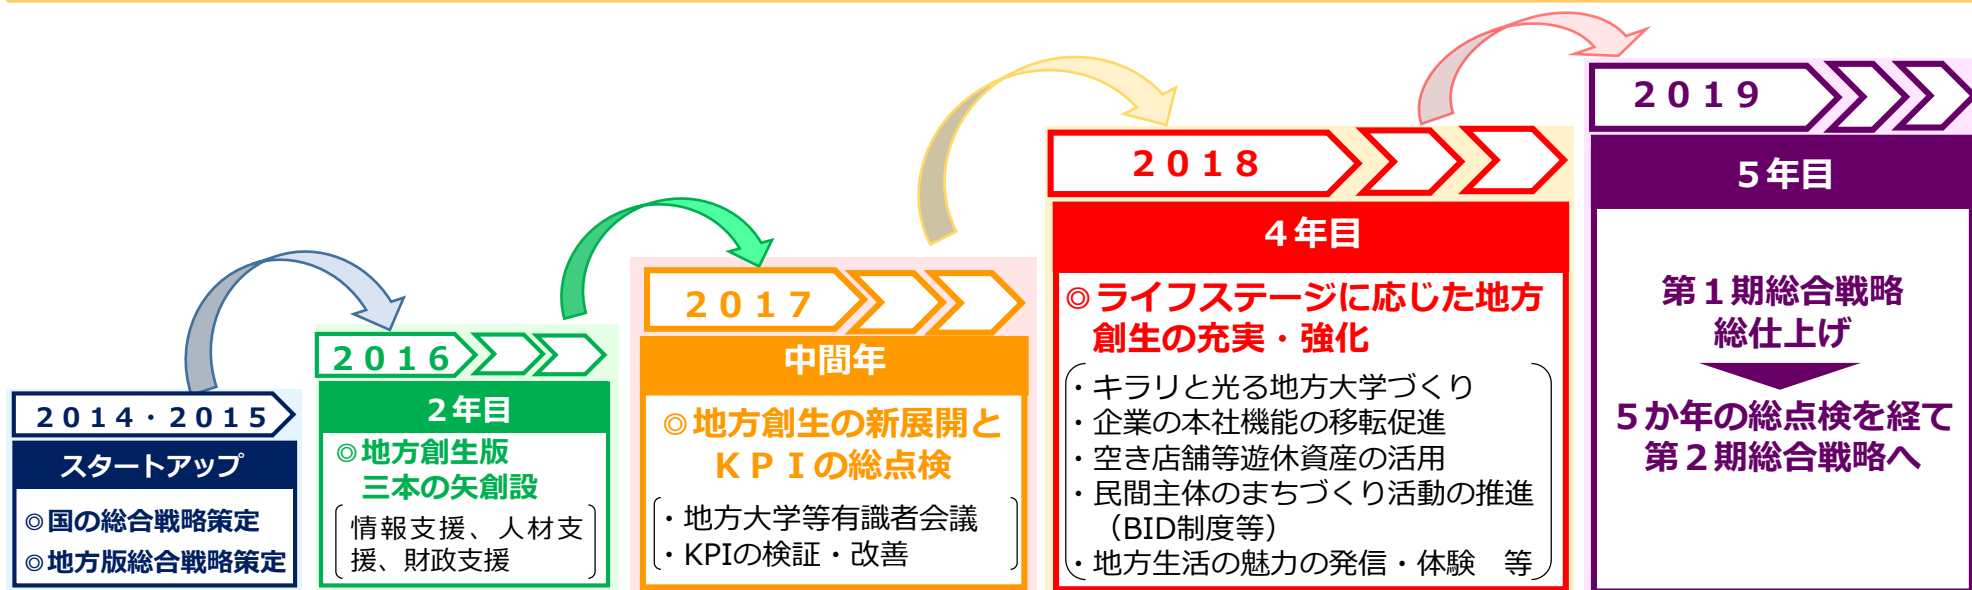 ２０１４・２０１５
スタートアップ
◎国の総合戦略策定
◎地方版総合戦略策定
２０１６
２年目
◎地方創生版
三本の矢創設
情報支援、人材支
援、財政支援
２０１７
中間年
◎地方創生の新展開と
ＫＰＩの総点検
・地方大学等有識者会議
・KPIの検証・改善
２０１８
４年目
◎ライフステージに応じた地方
創生の充実・強化
・キラリと光る地方大学づくり
・企業の本社機能の移転促進
・空き店舗等遊休資産の活用
・民間主体のまちづくり活動の推進
（BID制度等）
・地方生活の魅力の発信・体験　等
２０１９
５年目
第１期総合戦略
総仕上げ
５か年の総点検を経て
第２期総合戦略へ